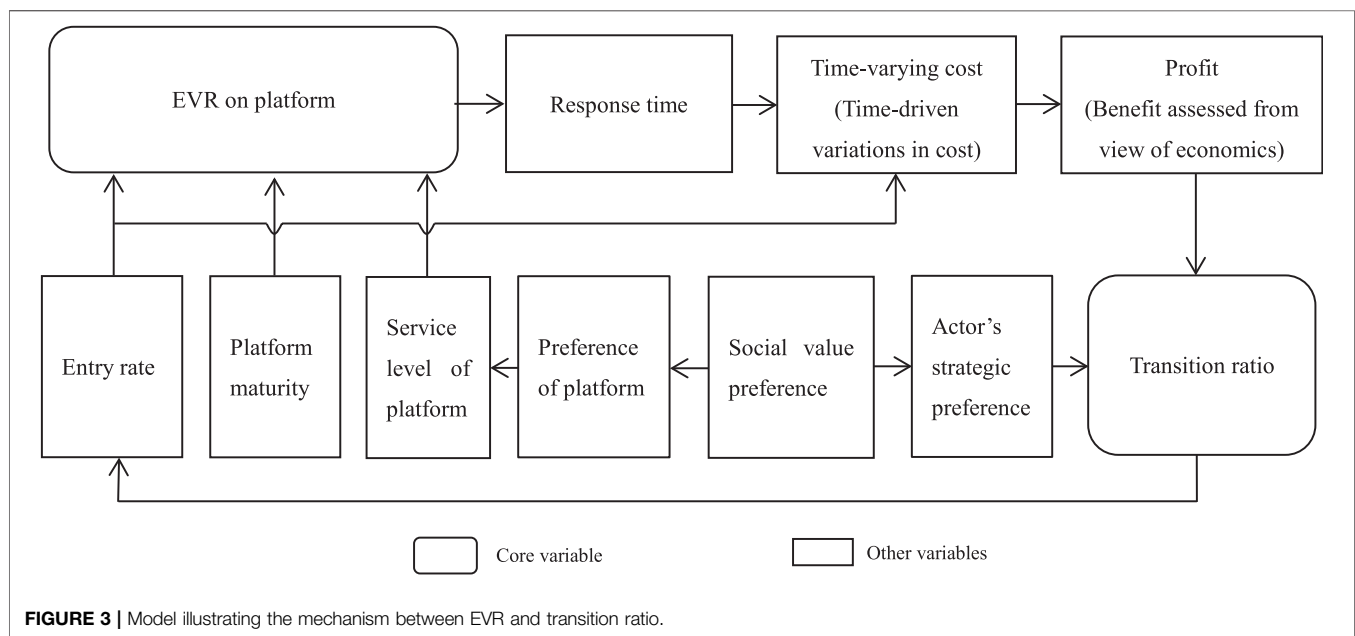 EVR on platform
Response time
Time-varying cost
(Time-driven
variations in cost)
Profit
(Benefit assessed from
view of economics)
Entry rate
Platform
maturity
Service
level of
platform
Preference
of platform
Social value
preference
Actor's
strategic
preference
Transition ratio
Core variable
Other variables
FIGURE 3 | Model illustrating the mechanism between EVR and transition ratio.